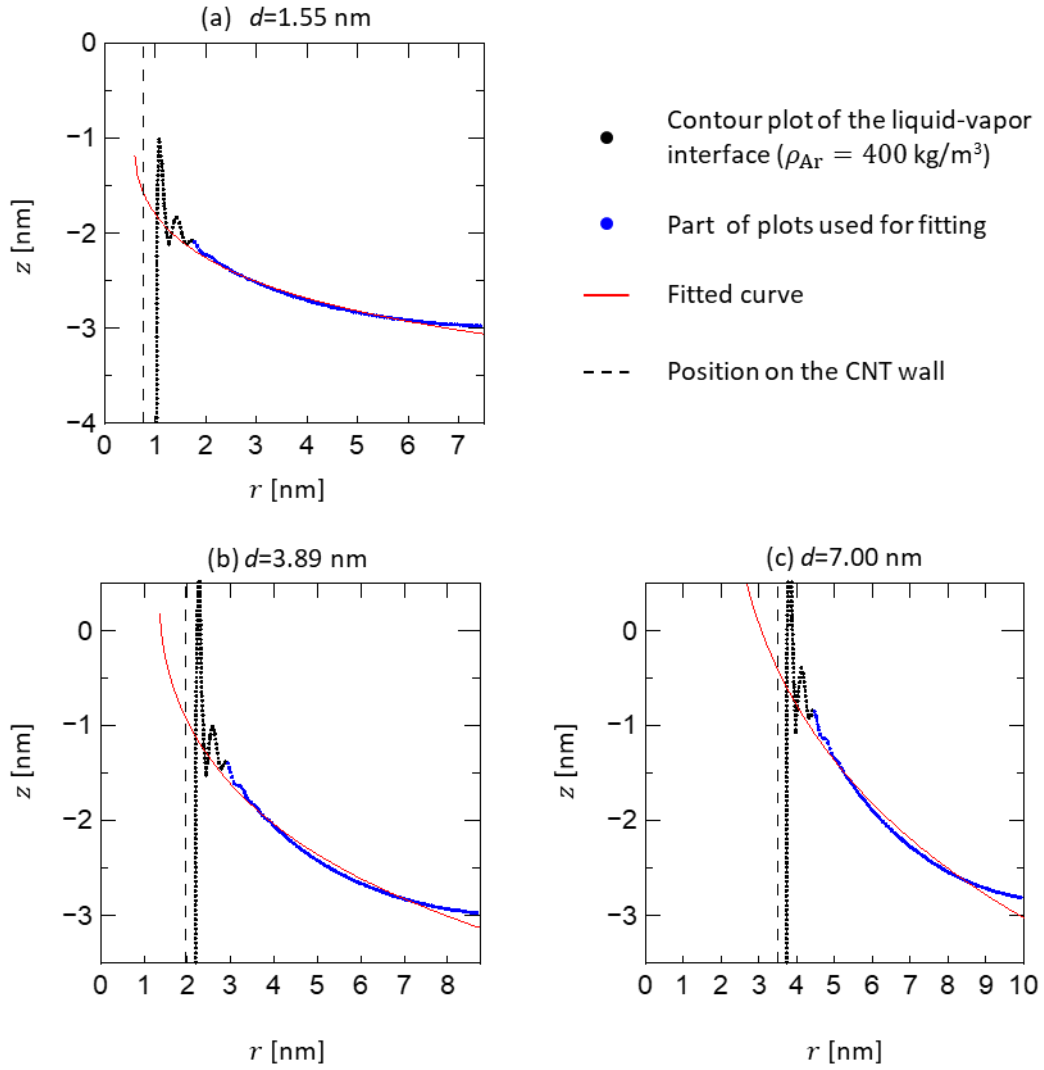 (a) d=1.55 nm
0
−1
−2
−3
−4
z [nm]
0 1 2 3 4 5 6 7
r [nm]
Contour plot of the liquid-vapor
interface (ρAr = 400 kg/m³)
Part of plots used for fitting
Fitted curve
Position on the CNT wall
(b) d=3.89 nm
0
−1
−2
−3
z [nm]
0 1 2 3 4 5 6 7 8
r [nm]
(c) d=7.00 nm
0
−1
−2
−3
z [nm]
0 1 2 3 4 5 6 7 8 9 10
r [nm]